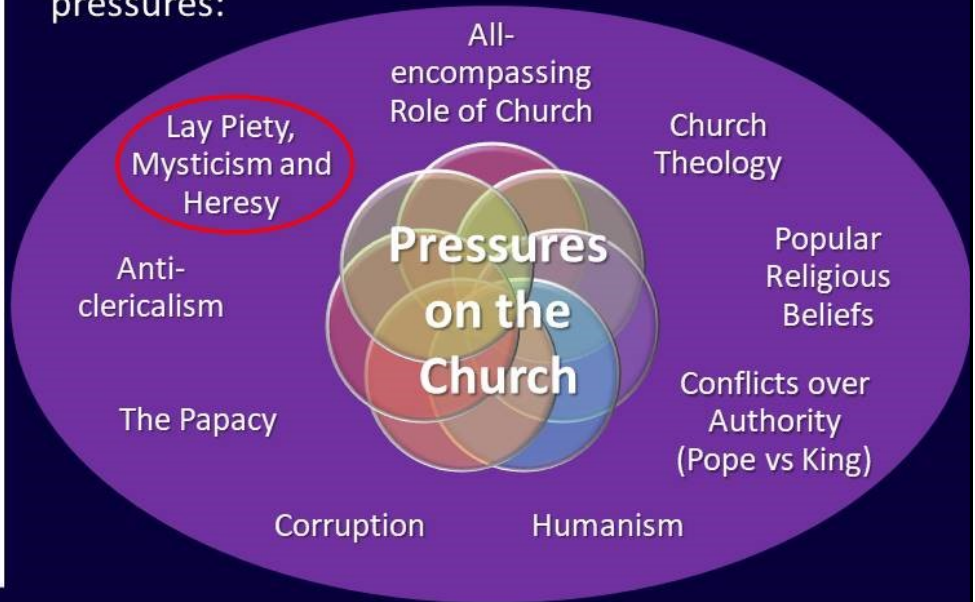 pressures:
All-
encompassing
Role of Church
Church
Theology
Popular
Religious
Beliefs
Conflicts over
Authority
(Pope vs King)
Humanism
Corruption
The Papacy
Anti-
clericalism
Lay Piety,
Mysticism and
Heresy
Pressures
on the
Church